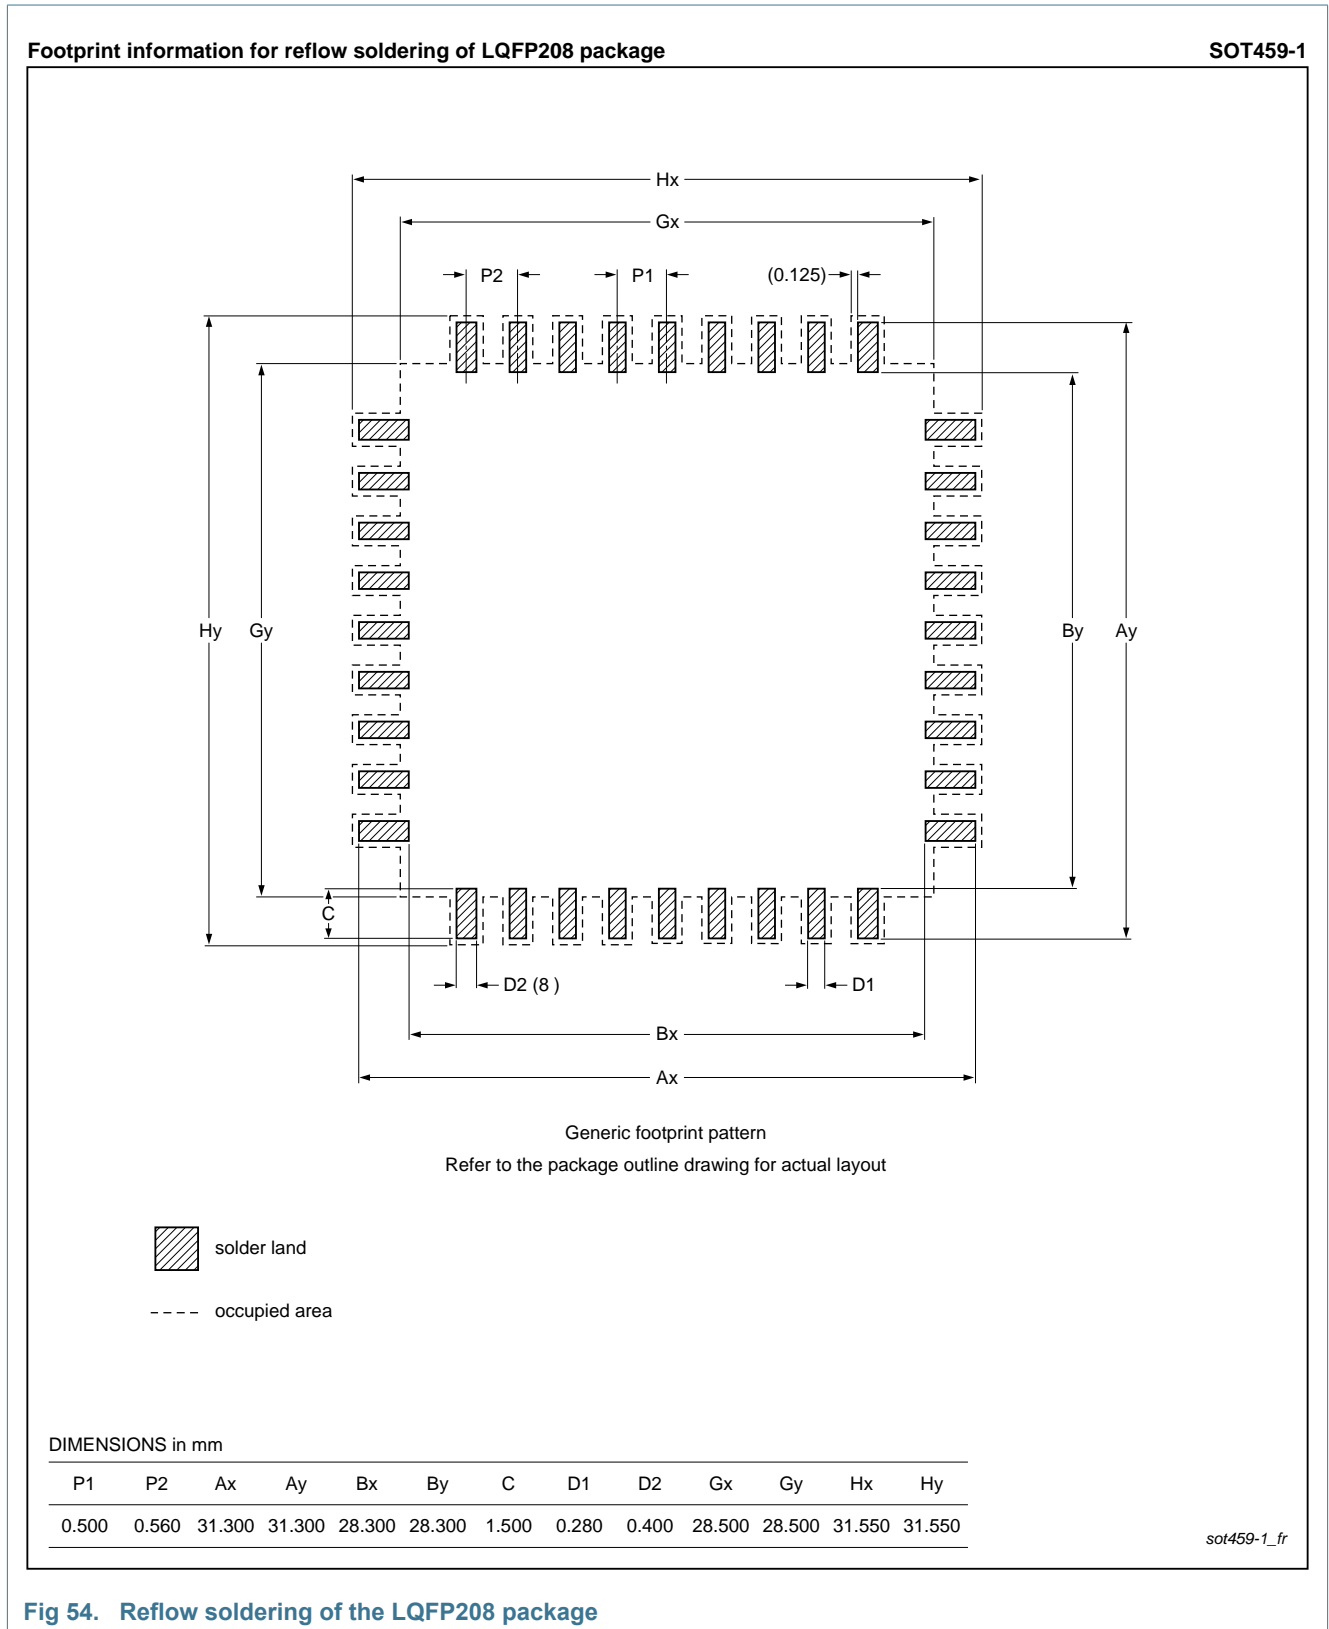 Footprint information for reflow soldering of LQFP208 package SOT459-1
Hx
Gx
P2 P1 (0.125)
Hy Gy By Ay
C
D2 (8 ) D1
Bx
Ax
Generic footprint pattern
Refer to the package outline drawing for actual layout
solder land
occupied area
DIMENSIONS in mm
P1 P2 Ax Ay Bx By C D1 D2 Gx Gy Hx Hy
0.500 0.560 31.300 31.300 28.300 28.300 1.500 0.280 0.400 28.500 28.500 31.550 31.550
sot459-1_fr
Fig 54. Reflow soldering of the LQFP208 package